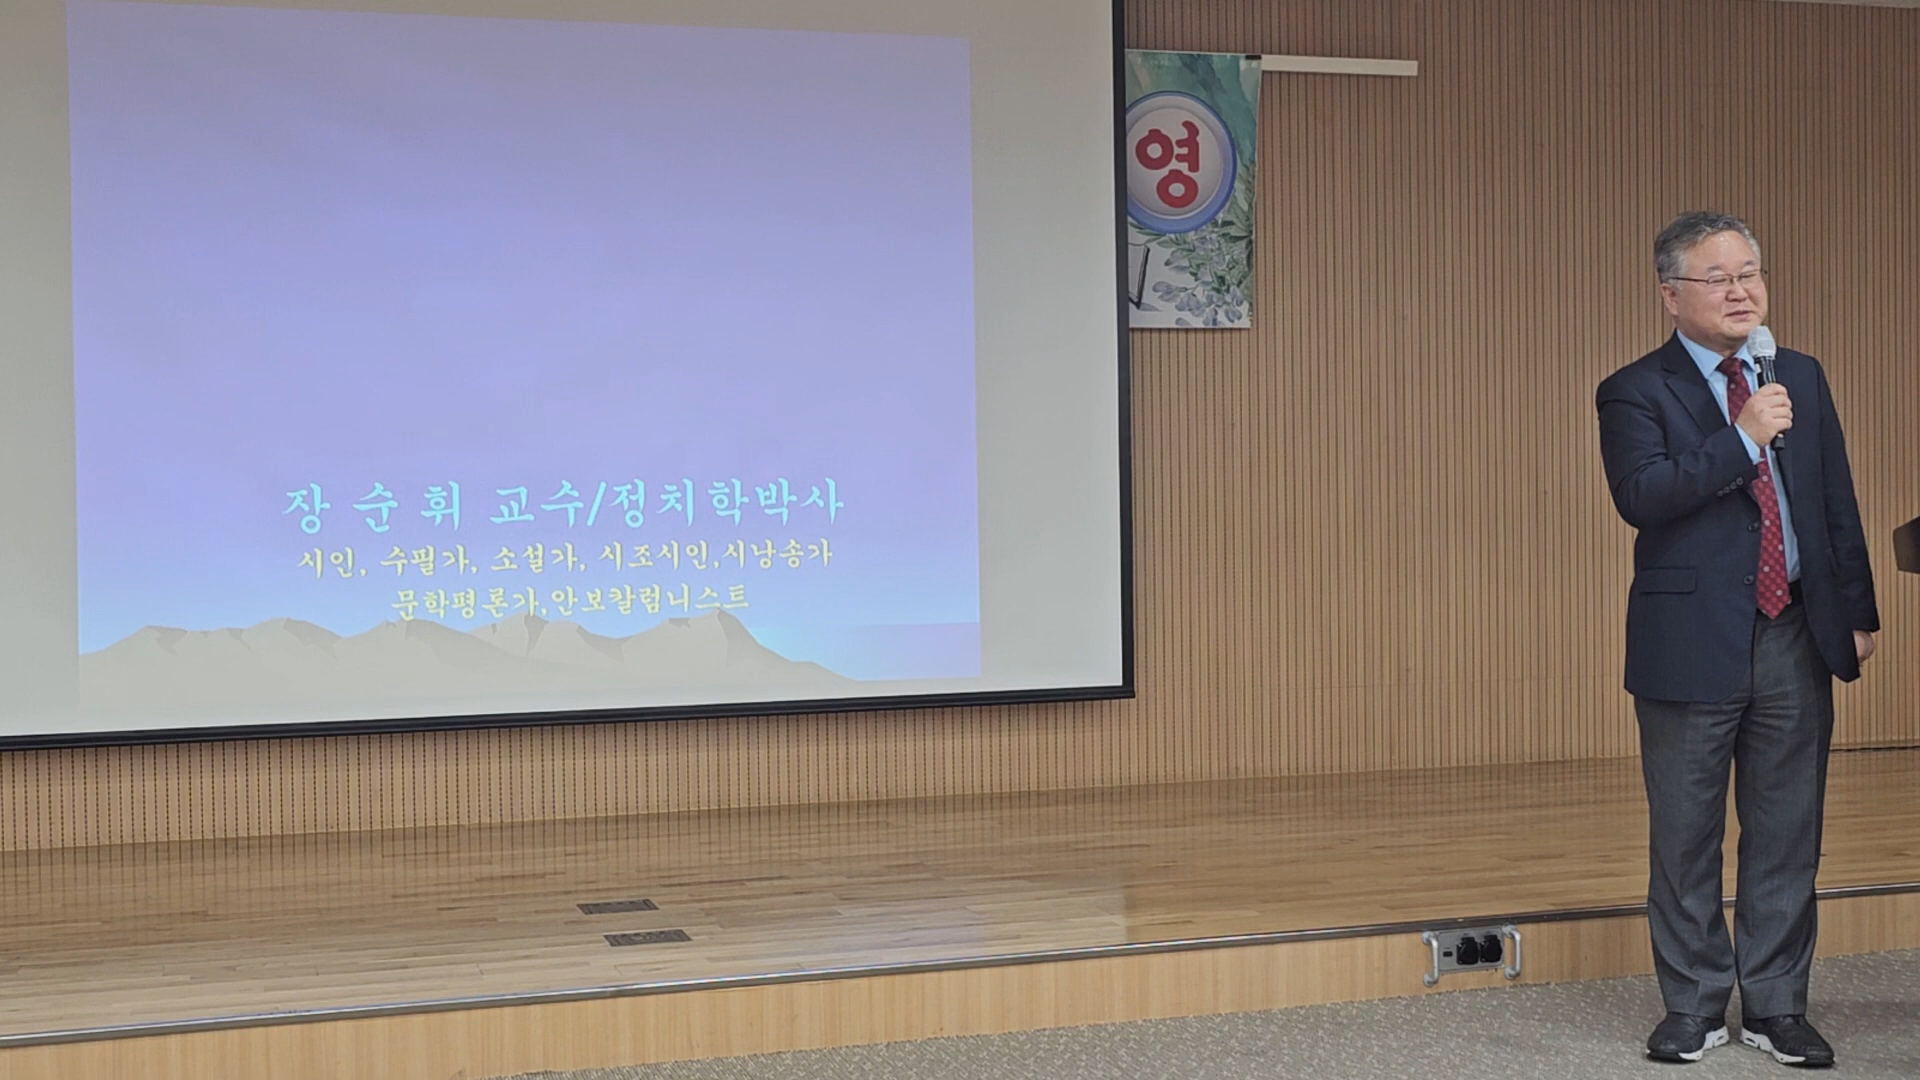 장 순 휘 교수/정치학박사
시인, 수필가, 소설가, 시조시인,시낭송가
문학평론가,안보칼럼니스트
영